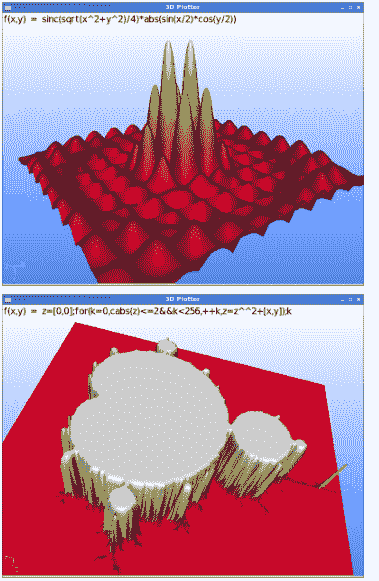 3D Plotter
f(x,y) = sinc(sqrt(x^2+y^2)/4)*abs(sin(x/2)*cos(y/2))
3D Plotter
f(x,y) = z=[0,0];for(k=0,cabs(z)<=2&&k<256,++k,z=z^^2+[x,y]);k